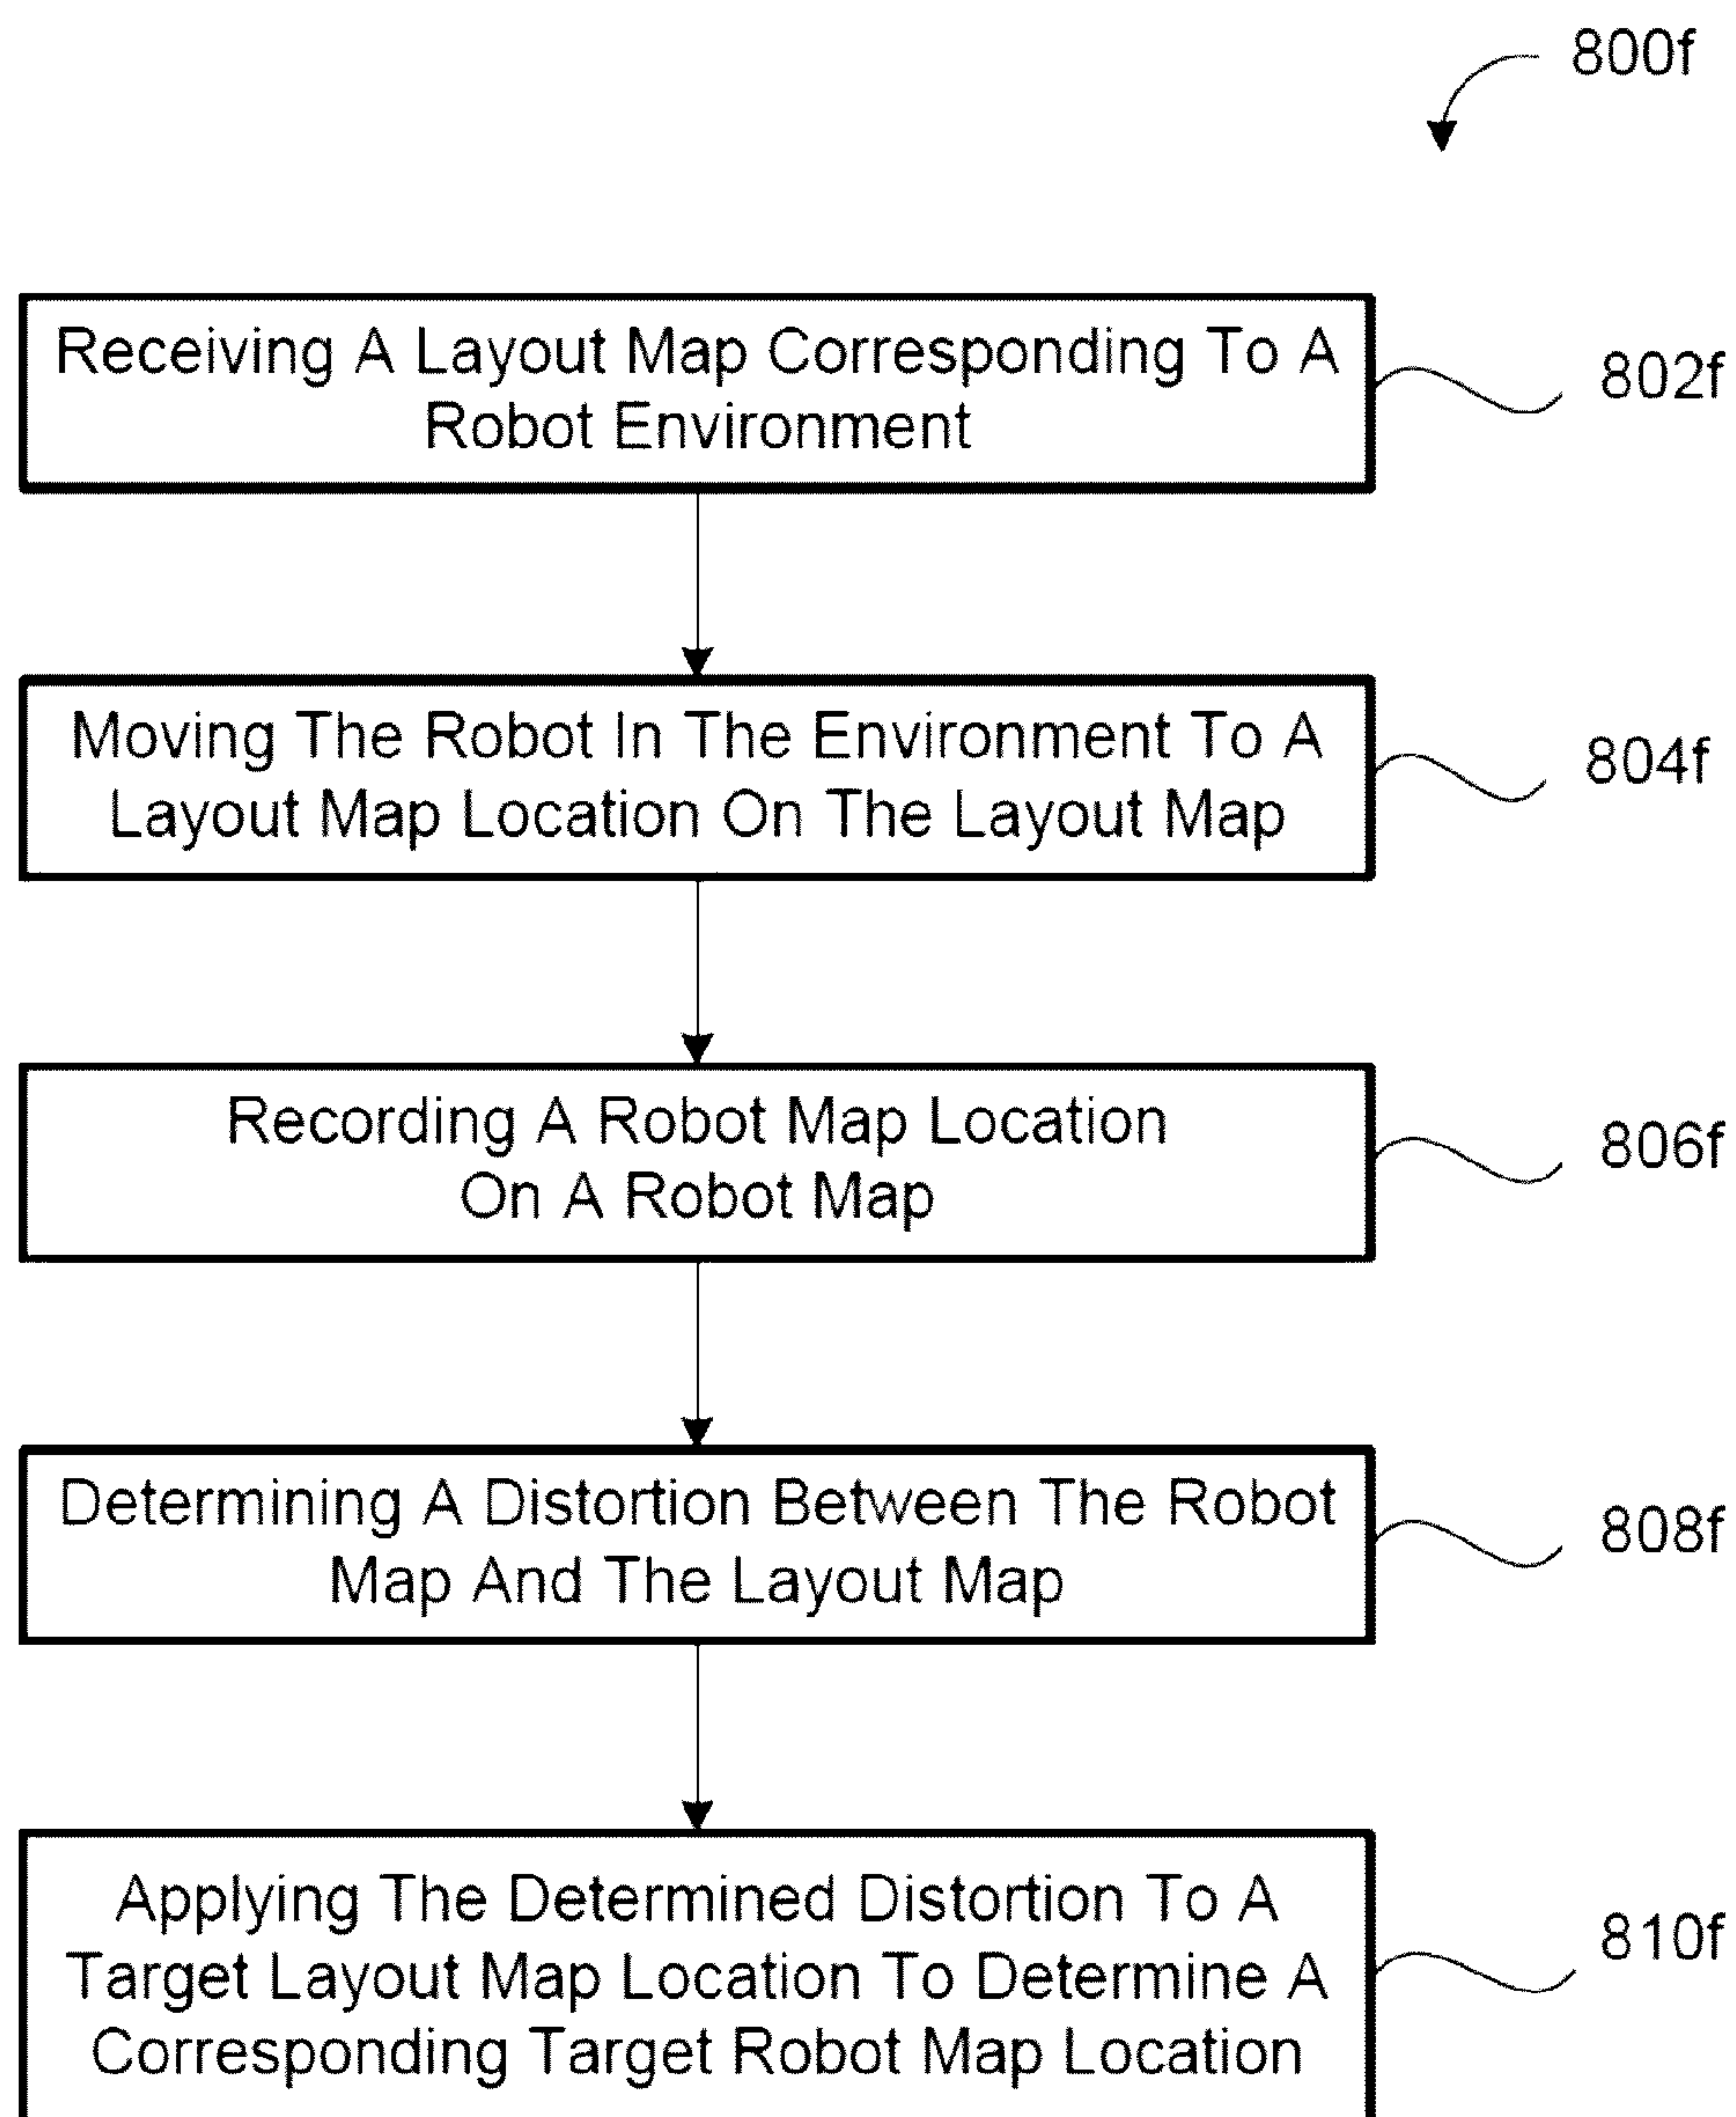 800f
Receiving A Layout Map Corresponding To A
Robot Environment
802f
Moving The Robot In The Environment To A
Layout Map Location On The Layout Map
804f
Recording A Robot Map Location
On A Robot Map
806f
Determining A Distortion Between The Robot
Map And The Layout Map
808f
Applying The Determined Distortion To A
Target Layout Map Location To Determine A
Corresponding Target Robot Map Location
810f